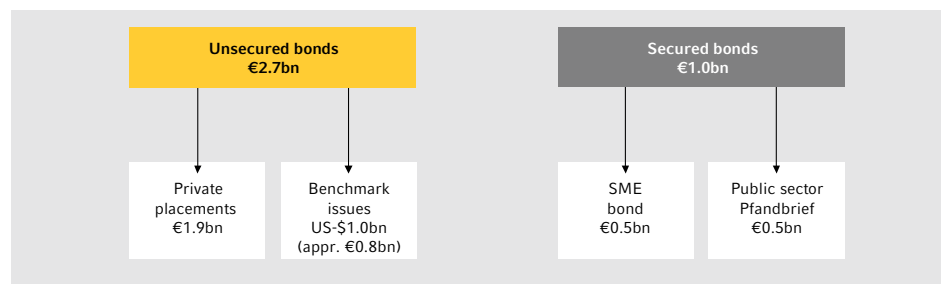 Unsecured bonds
€2.7bn
Secured bonds
€1.0bn
Private
placements
€1.9bn
Benchmark
issues
US-$1.0bn
(appr. €0.8bn)
SME
bond
€0.5bn
Public sector
Pfandbrief
€0.5bn